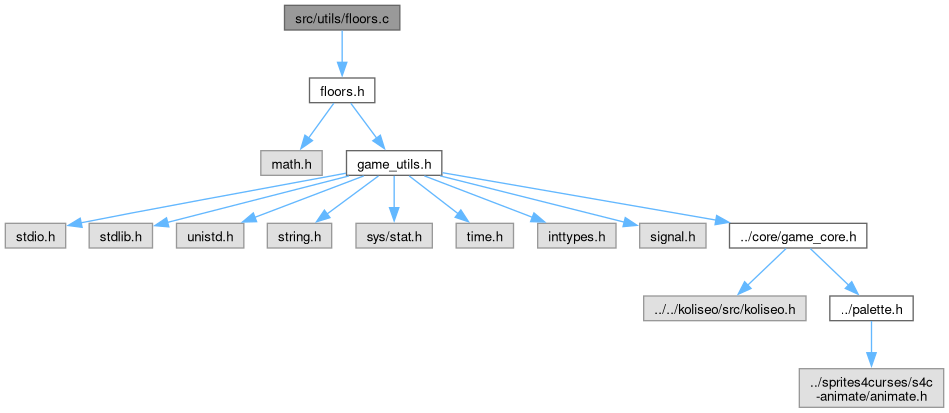 src/utils/floors.c
floors.h
math.h
game_utils.h
stdio.h
stdlib.h
unistd.h
string.h
sys/stat.h
time.h
inttypes.h
signal.h
../core/game_core.h
../../koliseo/src/koliseo.h
../palette.h
../sprites4curses/s4c
-animate/animate.h